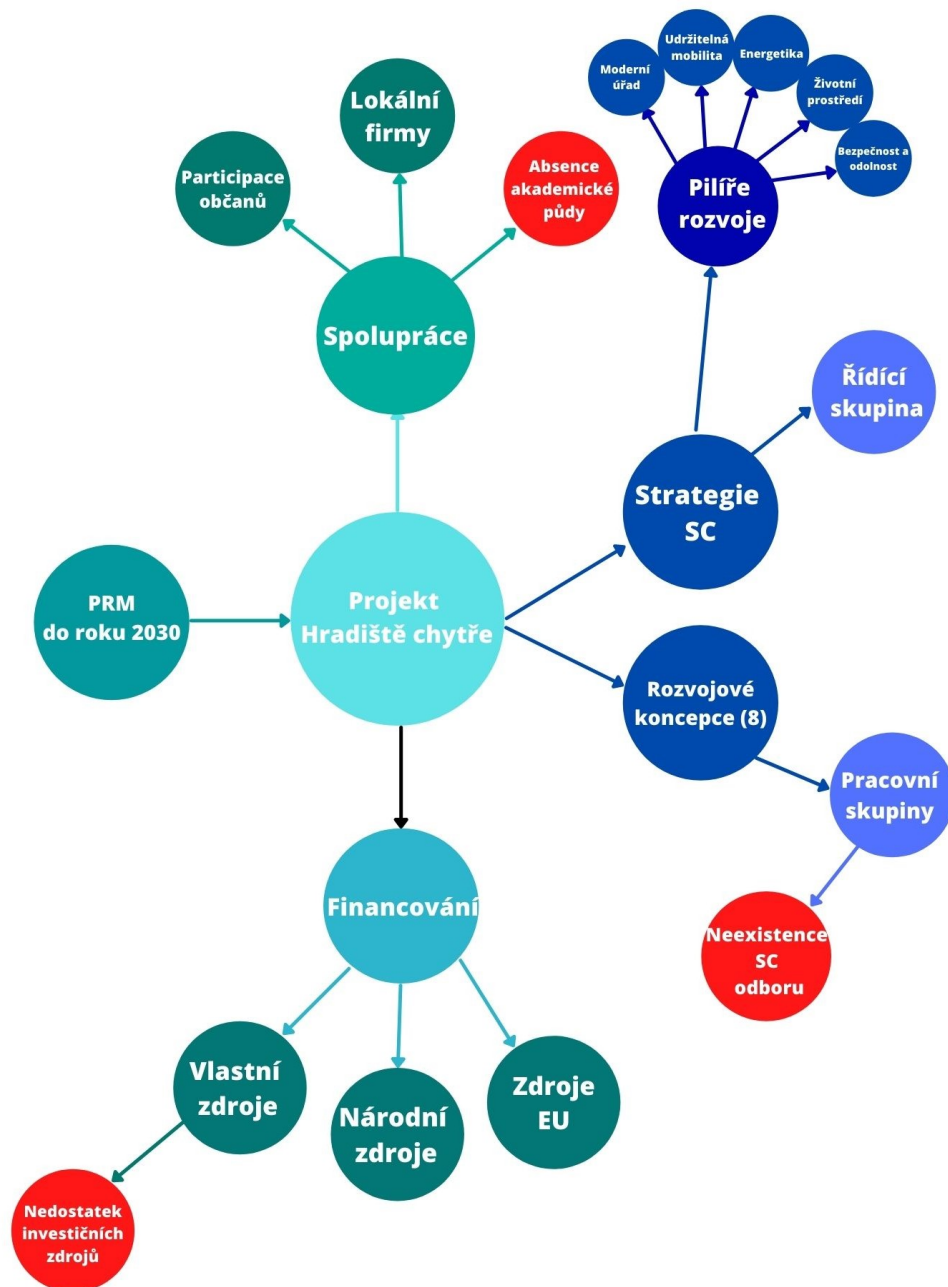 Udržitelná
mobilita
Energetika
Moderní
úřad
Životní
prostředí
Bezpečnost a
odolnost
Pilíře
rozvoje
Lokální
firmy
Participace
občanů
Absence
akademické
půdy
Spolupráce
Řídící
skupina
Strategie
SC
PRM
do roku 2030
Projekt
Hradiště chytře
Rozvojové
koncepce (8)
Pracovní
skupiny
Neexistence
SC
odboru
Financování
Vlastní
zdroje
Národní
zdroje
Zdroje
EU
Nedostatek
investičních
zdrojů